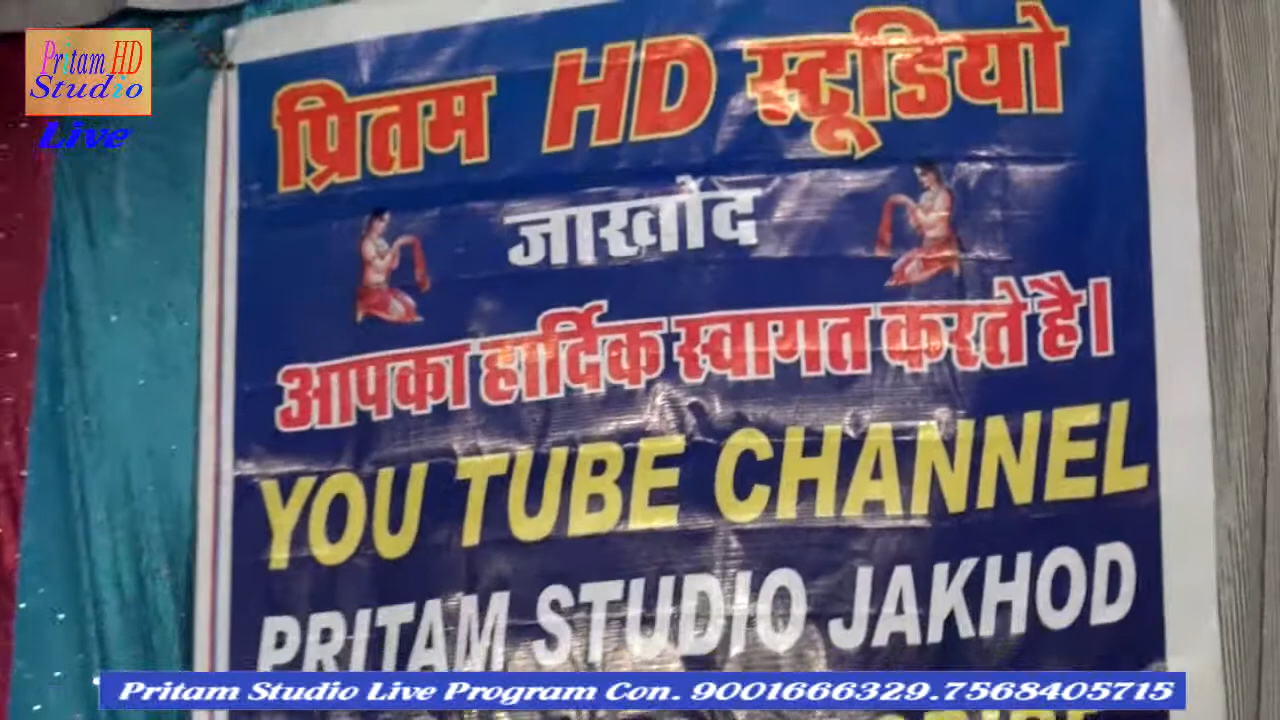 Pritam HD
Studio
Live
प्रितम HD स्टूडियो
जाखोद
आपका हार्दिक स्वागत करते है।
YOU TUBE CHANNEL
PRITAM STUDIO JAKHOD
Pritam Studio Live Program Con. 9001666329.7568405715